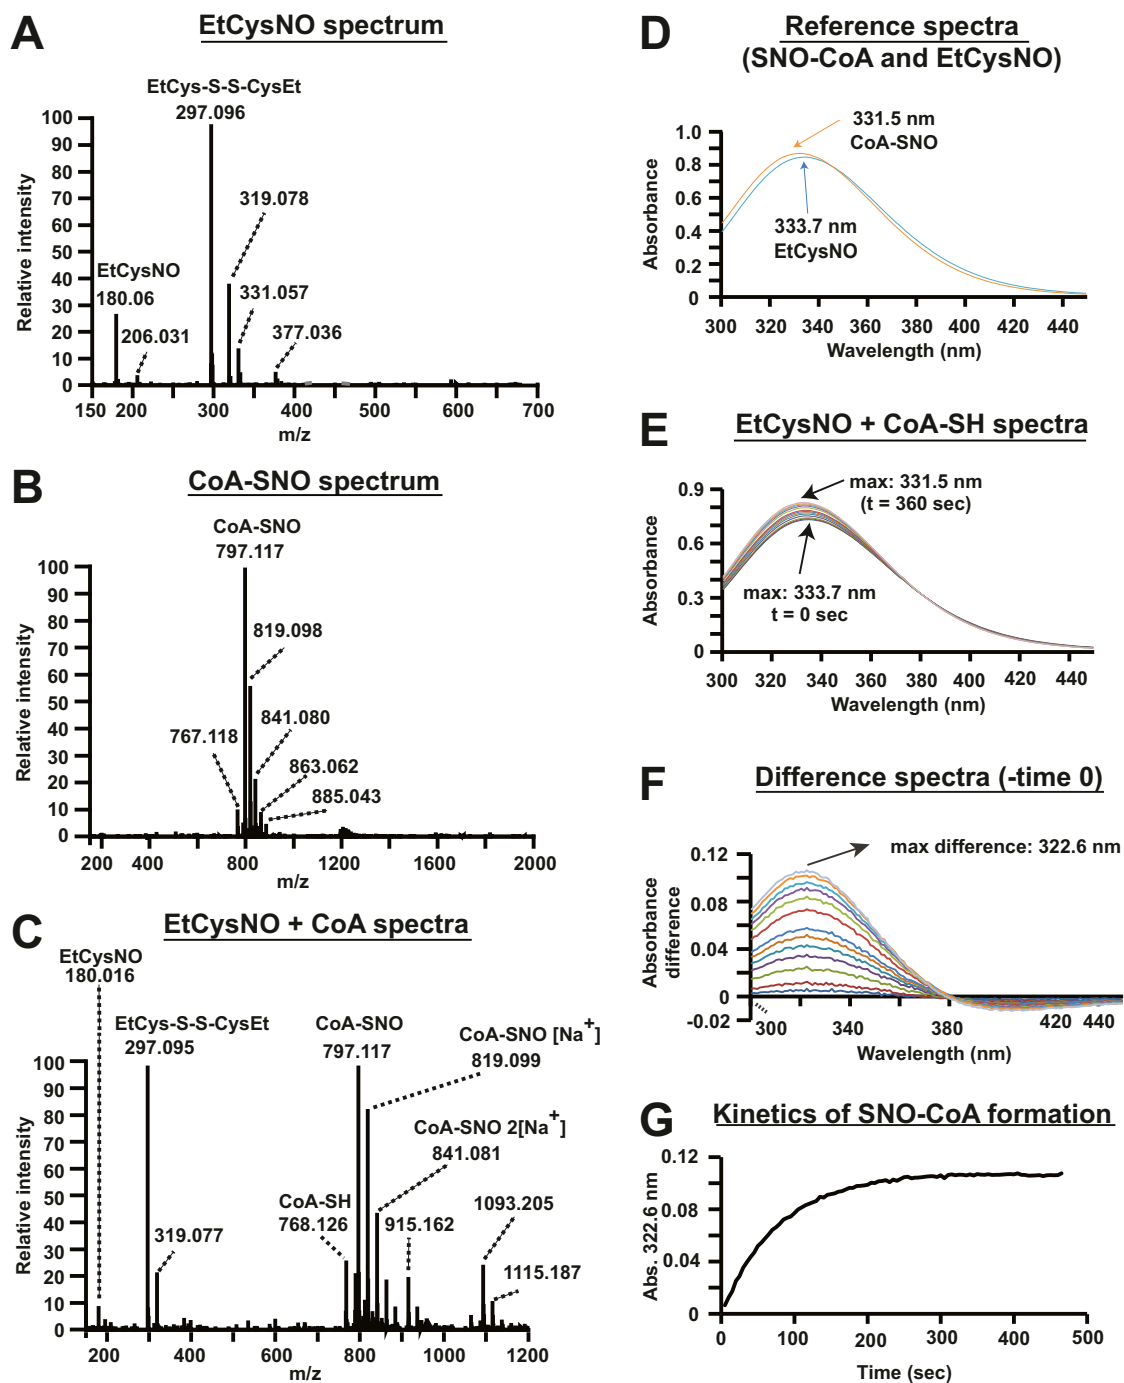 A
EtCysNO spectrum
EtCys-S-S-CysEt
297.096
319.078
EtCysNO
180.06
331.057
206.031
377.036
Relative intensity
100
90
80
70
60
50
40
30
20
10
0
150 200 300 400 500 600 700
m/z
B
CoA-SNO spectrum
CoA-SNO
797.117
819.098
767.118
841.080
863.062
885.043
Relative intensity
100
90
80
70
60
50
40
30
20
10
0
200 400 800 1200 1600 2000
m/z
C
EtCysNO + CoA spectra
EtCysNO
180.016
EtCys-S-S-CysEt
297.095
CoA-SNO
797.117
CoA-SNO [Na+]
819.099
CoA-SNO 2[Na+]
841.081
CoA-SH
768.126
915.162
1093.205
319.077
1115.187
Relative intensity
100
90
80
70
60
50
40
30
20
10
0
200 400 600 800 1000 1200
m/z
D
Reference spectra
(SNO-CoA and EtCysNO)
331.5 nm
CoA-SNO
333.7 nm
EtCysNO
Absorbance
1.0
0.8
0.6
0.4
0.2
0
300 320 340 360 380 400 420 440
Wavelength (nm)
E
EtCysNO + CoA-SH spectra
max: 331.5 nm
(t = 360 sec)
max: 333.7 nm
t = 0 sec
Absorbance
0.9
0.6
0.3
0
300 320 340 360 380 400 420 440
Wavelength (nm)
F
Difference spectra (-time 0)
max difference: 322.6 nm
Absorbance
difference
0.12
0.08
0.04
0
-0.02
300 340 380 420 440
Wavelength (nm)
G
Kinetics of SNO-CoA formation
Abs. 322.6 nm
0.12
0.08
0.04
0
0 100 200 300 400 500
Time (sec)